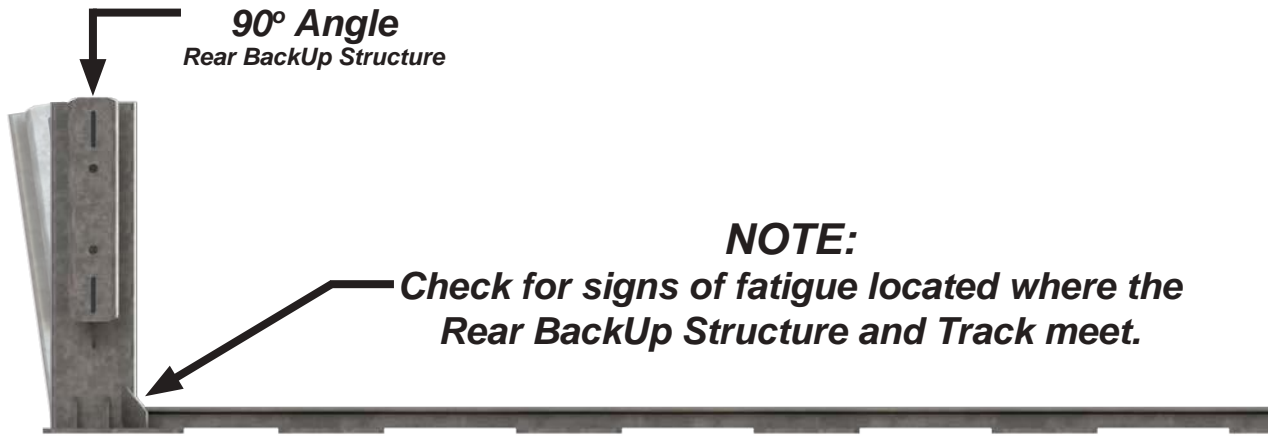 90º Angle
Rear BackUp Structure
NOTE:
Check for signs of fatigue located where the
Rear BackUp Structure and Track meet.